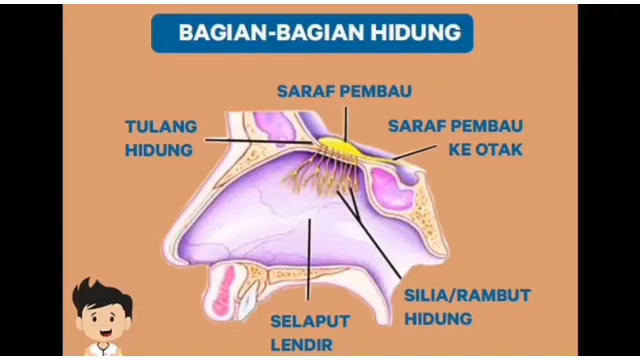 BAGIAN-BAGIAN HIDUNG
SARAF PEMBAU
TULANG
HIDUNG
SARAF PEMBAU
KE OTAK
SILIA/RAMBUT
HIDUNG
SELAPUT
LENDIR